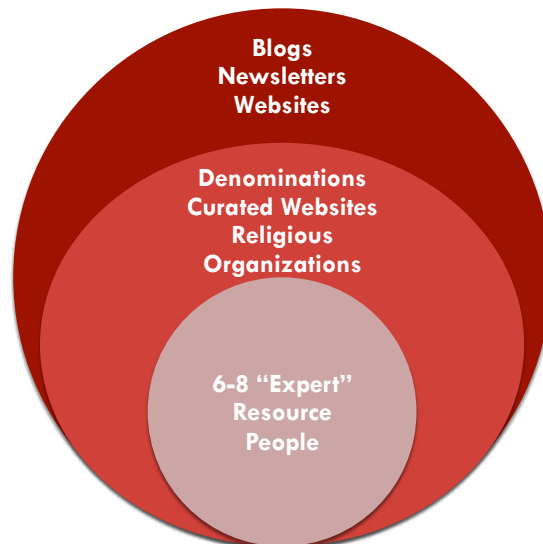 Blogs
Newsletters
Websites
Denominations
Curated Websites
Religious
Organizations
6-8 “Expert”
Resource
People